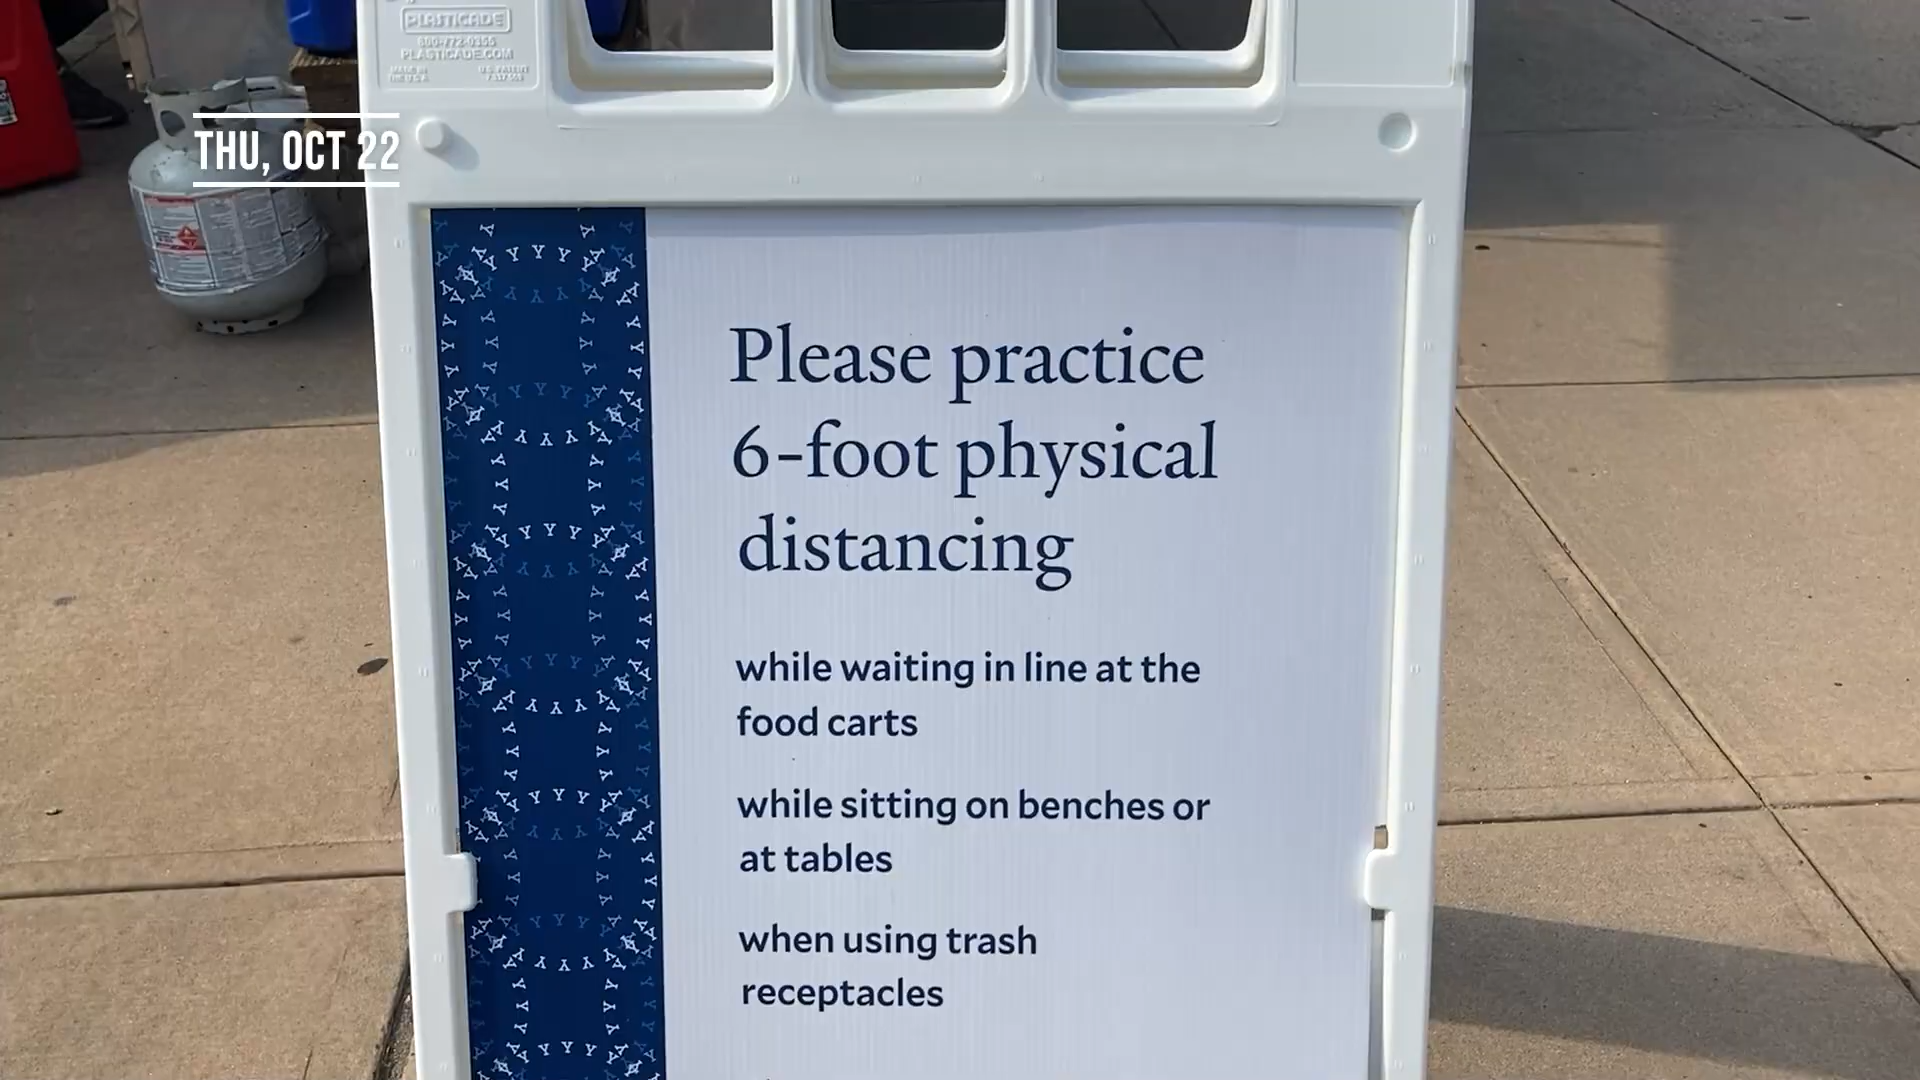 PLASTICADE
800-772-0355
PLASTICADE.COM
MADE IN
THE U.S.A.
U.S. PATENT
THU, OCT 22
Please practice
6-foot physical
distancing
while waiting in line at the
food carts
while sitting on benches or
at tables
when using trash
receptacles